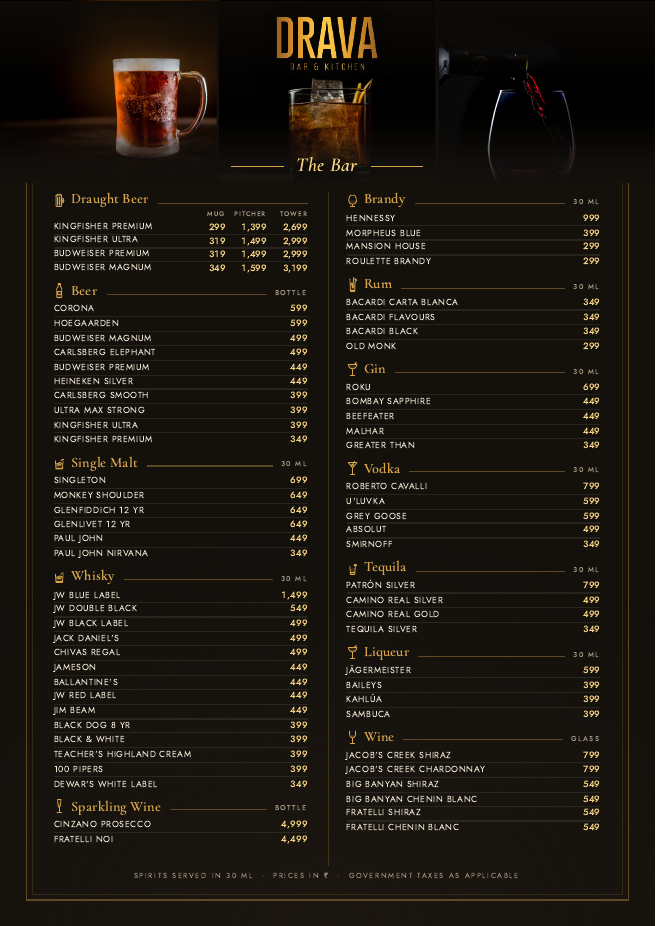 DRAVA
BAR & KITCHEN
The Bar
Draught Beer
MUG PITCHER TOWER
KINGFISHER PREMIUM 299 1,399 2,699
KINGFISHER ULTRA 319 1,499 2,999
BUDWEISER PREMIUM 319 1,499 2,999
BUDWEISER MAGNUM 349 1,599 3,199
Beer BOTTLE
CORONA 599
HOEGAARDEN 599
BUDWEISER MAGNUM 499
CARLSBERG ELEPHANT 499
BUDWEISER PREMIUM 449
HEINEKEN SILVER 449
CARLSBERG SMOOTH 399
ULTRA MAX STRONG 399
KINGFISHER ULTRA 399
KINGFISHER PREMIUM 349
Single Malt 30 ML
SINGLETON 699
MONKEY SHOULDER 649
GLENFIDDICH 12 YR 649
GLENLIVET 12 YR 649
PAUL JOHN 449
PAUL JOHN NIRVANA 349
Whisky 30 ML
JW BLUE LABEL 1,499
JW DOUBLE BLACK 549
JW BLACK LABEL 499
JACK DANIEL'S 499
CHIVAS REGAL 499
JAMESON 449
BALLANTINE'S 449
JW RED LABEL 449
JIM BEAM 449
BLACK DOG 8 YR 399
BLACK & WHITE 399
TEACHER'S HIGHLAND CREAM 399
100 PIPERS 399
DEWAR'S WHITE LABEL 349
Sparkling Wine BOTTLE
CINZANO PROSECCO 4,999
FRATELLI NOI 4,499
Brandy 30 ML
HENNESSY 999
MORPHEUS BLUE 399
MANSION HOUSE 299
ROULETTE BRANDY 299
Rum 30 ML
BACARDI CARTA BLANCA 349
BACARDI FLAVOURS 349
BACARDI BLACK 349
OLD MONK 299
Gin 30 ML
ROKU 699
BOMBAY SAPPHIRE 449
BEEFEATER 449
MALHAR 449
GREATER THAN 349
Vodka 30 ML
ROBERTO CAVALLI 799
U'LUVKA 599
GREY GOOSE 599
ABSOLUT 499
SMIRNOFF 349
Tequila 30 ML
PATRÓN SILVER 799
CAMINO REAL SILVER 499
CAMINO REAL GOLD 499
TEQUILA SILVER 349
Liqueur 30 ML
JÄGERMEISTER 599
BAILEYS 399
KAHLÚA 399
SAMBUCA 399
Wine GLASS
JACOB'S CREEK SHIRAZ 799
JACOB'S CREEK CHARDONNAY 799
BIG BANYAN SHIRAZ 549
BIG BANYAN CHENIN BLANC 549
FRATELLI SHIRAZ 549
FRATELLI CHENIN BLANC 549
SPIRITS SERVED IN 30 ML · PRICES IN ₹ · GOVERNMENT TAXES AS APPLICABLE